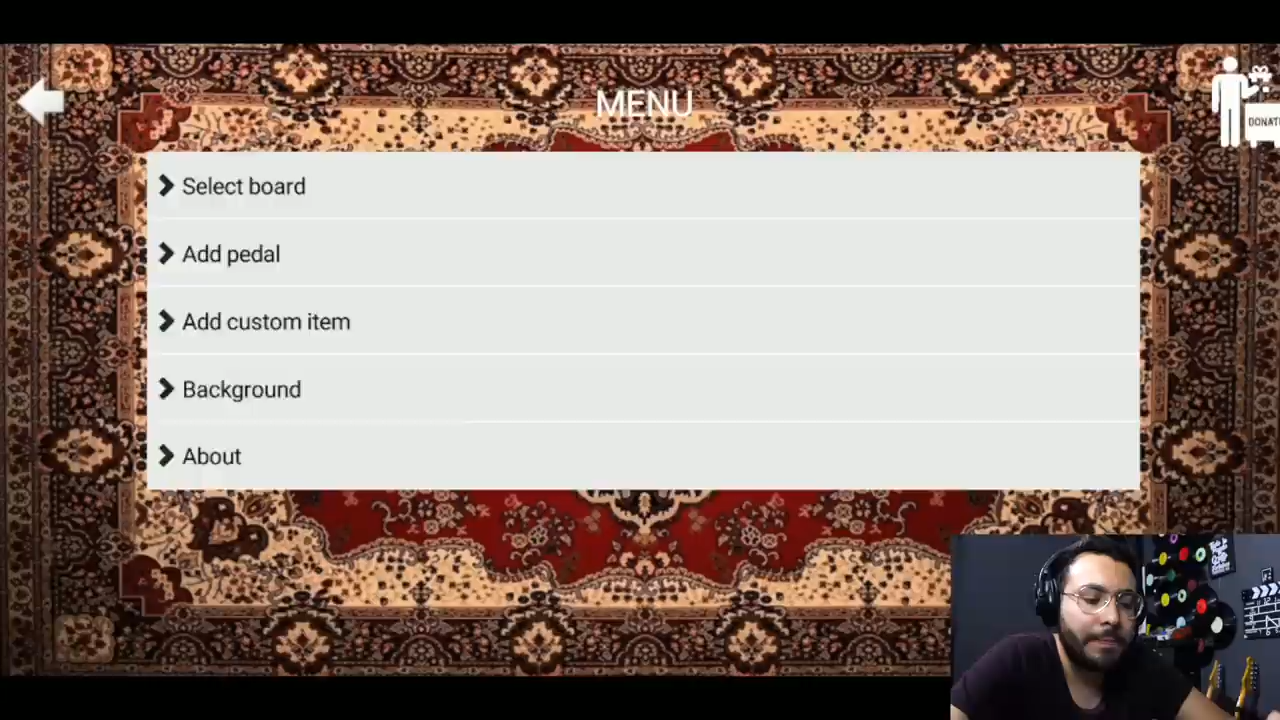 MENU
DONAT
Select board
Add pedal
Add custom item
Background
About